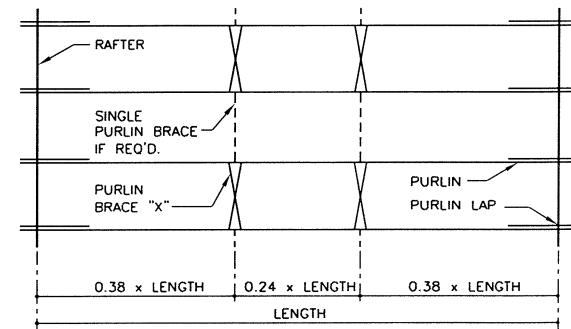 RAFTER
SINGLE
PURLIN BRACE
IF REQ'D.
PURLIN
BRACE "X"
PURLIN
PURLIN LAP
0.38 x LENGTH
0.24 x LENGTH
0.38 x LENGTH
LENGTH